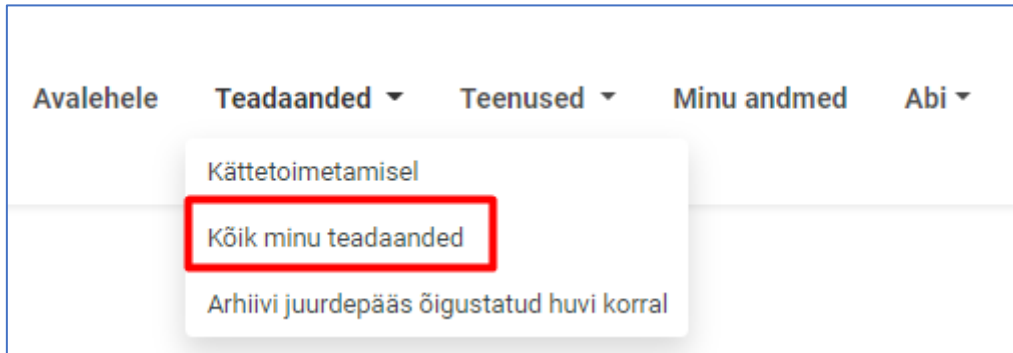 Avalehele Teadaanded Teenused Minu andmed Abi
Kättetoimetamisel
Kõik minu teadaanded
Arhiivi juurdepääs õigustatud huvi korral